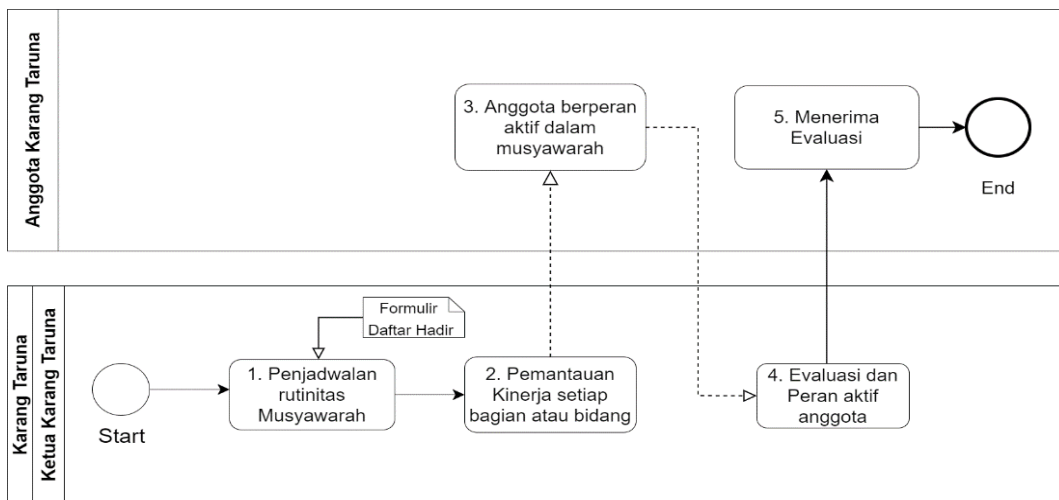 Anggota Karang Taruna
3. Anggota berperan
aktif dalam
musyawarah
5. Menerima
Evaluasi
End
Karang Taruna
Ketua Karang Taruna
Formulir
Daftar Hadir
Start
1. Penjadwalan
rutinitas
Musyawarah
2. Pemantauan
Kinerja setiap
bagian atau bidang
4. Evaluasi dan
Peran aktif
anggota